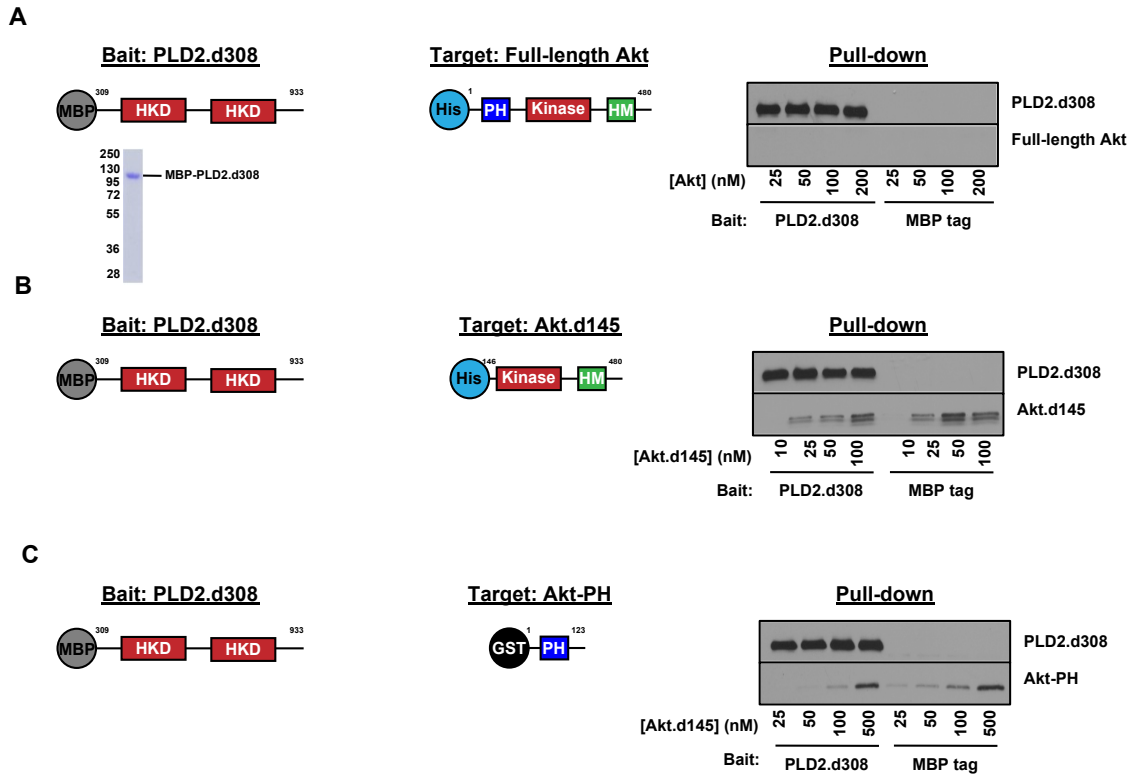 A
Bait: PLD2.d308
Target: Full-length Akt
Pull-down
MBP
309
HKD
HKD
933
His
1
PH
Kinase
HM
480
PLD2.d308
Full-length Akt
250
130
95
72
55
36
28
MBP-PLD2.d308
[Akt] (nM)
25
50
100
200
25
50
100
200
Bait:
PLD2.d308
MBP tag
B
Bait: PLD2.d308
Target: Akt.d145
Pull-down
MBP
309
HKD
HKD
933
His
146
Kinase
HM
480
PLD2.d308
Akt.d145
[Akt.d145] (nM)
10
25
50
100
10
25
50
100
Bait:
PLD2.d308
MBP tag
C
Bait: PLD2.d308
Target: Akt-PH
Pull-down
MBP
309
HKD
HKD
933
GST
1
PH
123
PLD2.d308
Akt-PH
[Akt.d145] (nM)
25
50
100
500
25
50
100
500
Bait:
PLD2.d308
MBP tag